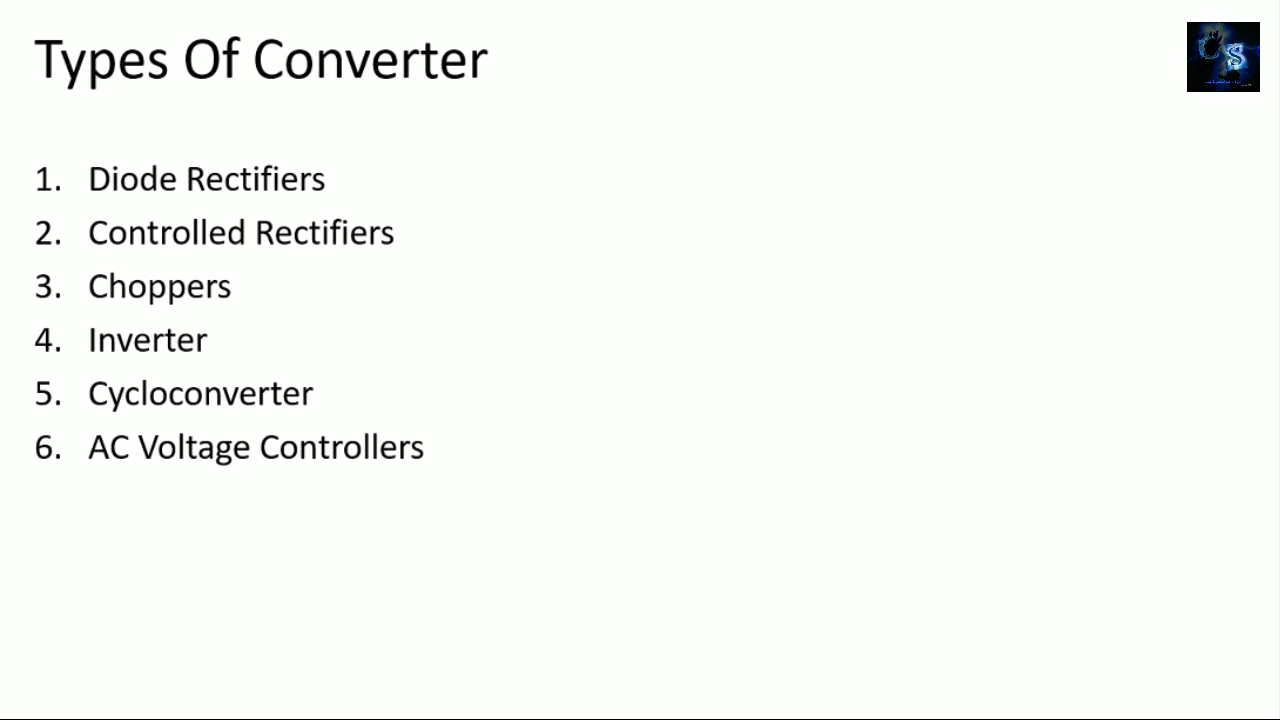 Types Of Converter
1. Diode Rectifiers
2. Controlled Rectifiers
3. Choppers
4. Inverter
5. Cycloconverter
6. AC Voltage Controllers